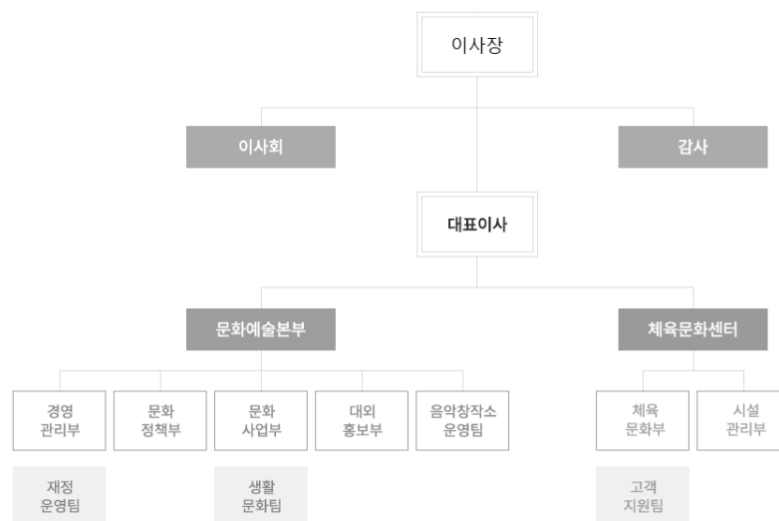 이사장
이사회
감사
대표이사
문화예술본부
체육문화센터
경영
관리부
문화
정책부
문화
사업부
대외
홍보부
음악창작소
운영팀
체육
문화부
시설
관리부
재정
운영팀
생활
문화팀
고객
지원팀